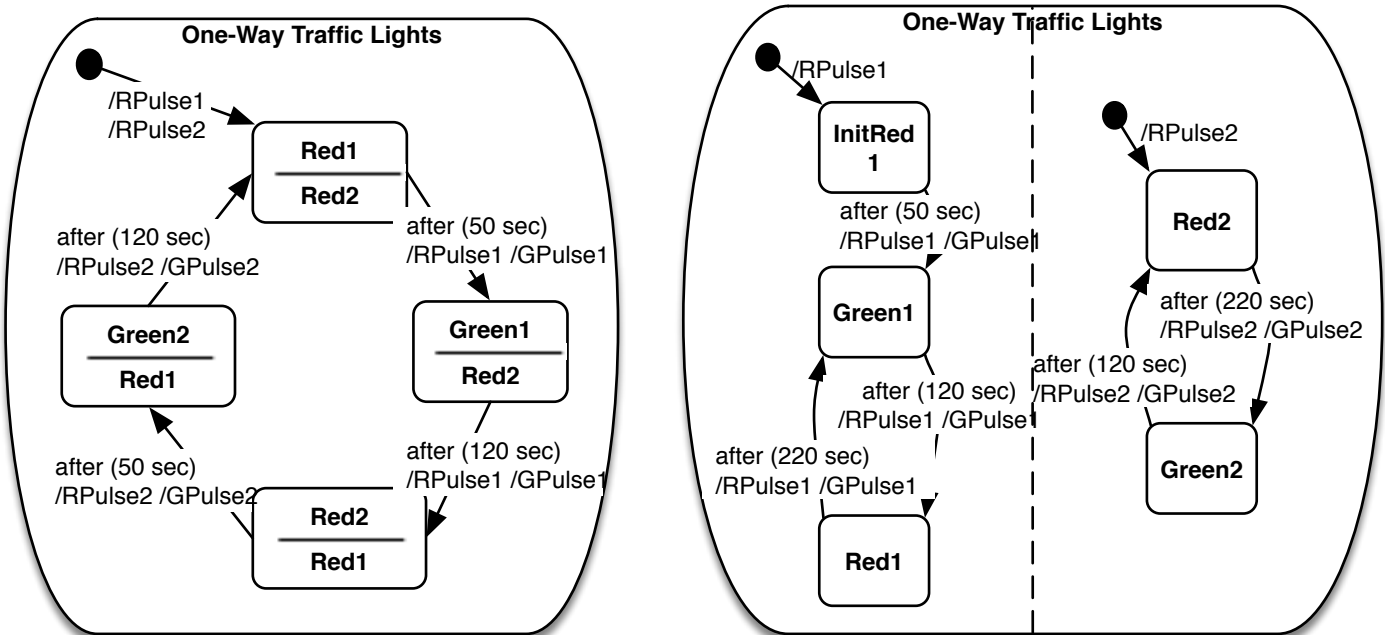 One-Way Traffic Lights
/RPulse1
/RPulse2
Red1
Red2
after (50 sec)
/RPulse1 /GPulse1
after (120 sec)
/RPulse2 /GPulse2
Green2
Red1
Green1
Red2
after (50 sec)
/RPulse2 /GPulse2
after (120 sec)
/RPulse1 /GPulse1
Red2
Red1
One-Way Traffic Lights
/RPulse1
InitRed
1
after (50 sec)
/RPulse1 /GPulse1
Green1
after (120 sec)
/RPulse1 /GPulse1
after (220 sec)
/RPulse1 /GPulse1
Red1
/RPulse2
Red2
after (220 sec)
/RPulse2 /GPulse2
after (120 sec)
/RPulse2 /GPulse2
Green2